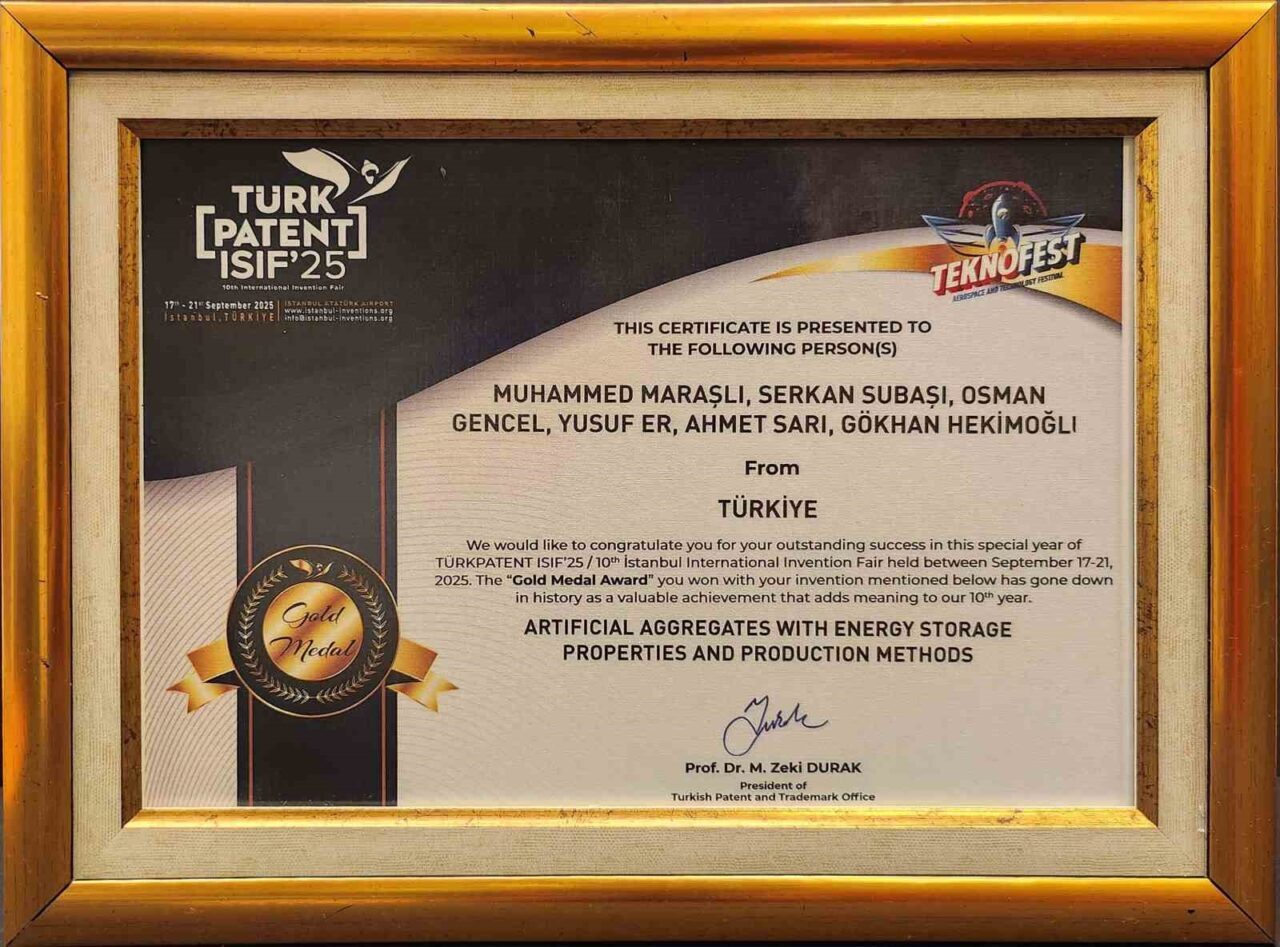 TÜRK
PATENT
ISIF'25
10th International Invention Fair
17th - 21st September 2025
İstanbul, TÜRKİYE
İSTANBUL ATATÜRK AIRPORT
www.istanbul-inventions.org
info@istanbul-inventions.org
TEKNOFEST
AEROSPACE AND TECHNOLOGY FESTIVAL
THIS CERTIFICATE IS PRESENTED TO
THE FOLLOWING PERSON(S)
MUHAMMED MARAŞLI, SERKAN SUBAŞI, OSMAN
GENCEL, YUSUF ER, AHMET SARI, GÖKHAN HEKİMOĞLI
From
TÜRKİYE
We would like to congratulate you for your outstanding success in this special year of
TÜRKPATENT ISIF'25 / 10th İstanbul International Invention Fair held between September 17-21,
2025. The "Gold Medal Award" you won with your invention mentioned below has gone down
in history as a valuable achievement that adds meaning to our 10th year.
ARTIFICIAL AGGREGATES WITH ENERGY STORAGE
PROPERTIES AND PRODUCTION METHODS
Gold
Medal
Prof. Dr. M. Zeki DURAK
President of
Turkish Patent and Trademark Office